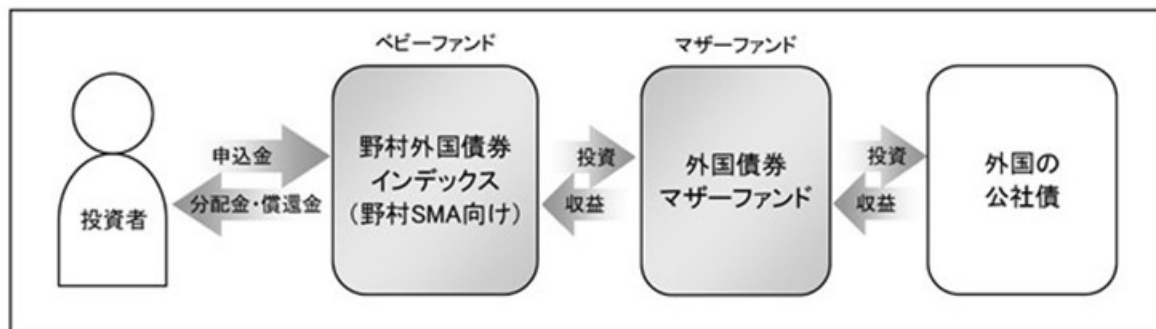 ベビーファンド
マザーファンド
投資者
申込金
分配金・償還金
野村外国債券
インデックス
（野村SMA向け）
投資
収益
外国債券
マザーファンド
投資
収益
外国の
公社債